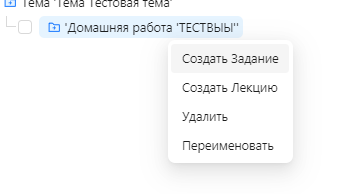 Тема 'Тема Тестовая тема'
'Домашняя работа 'ТЕСТВЫЫ''
Создать Задание
Создать Лекцию
Удалить
Переименовать